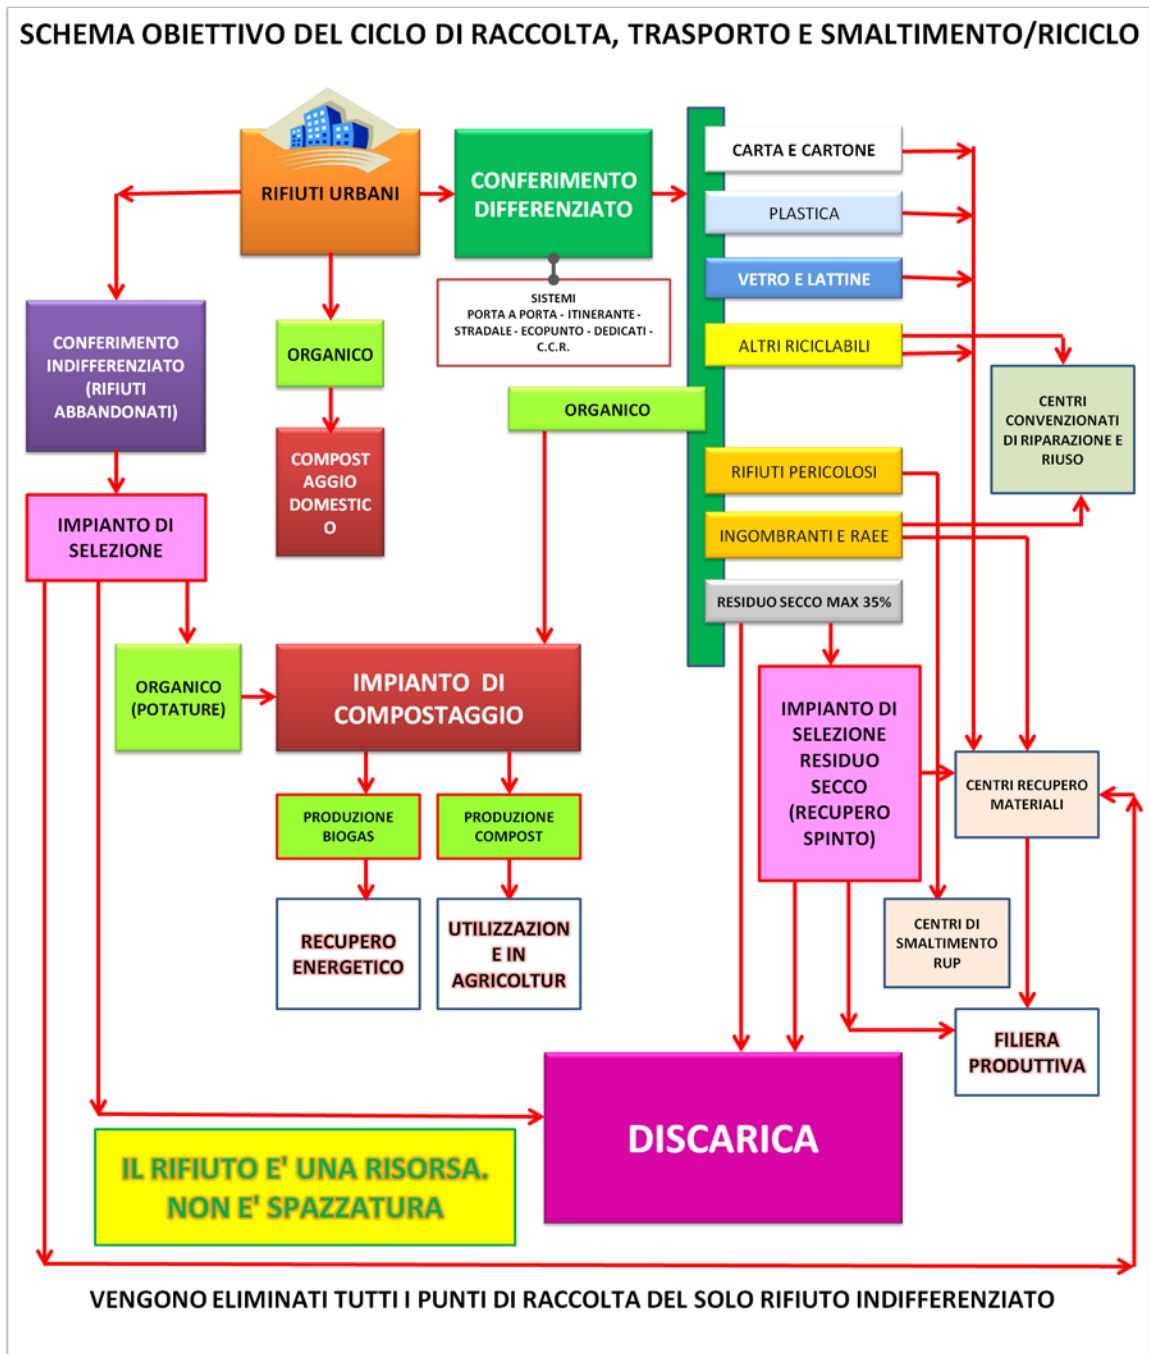 SCHEMA OBIETTIVO DEL CICLO DI RACCOLTA, TRASPORTO E SMALTIMENTO/RICICLO
RIFIUTI URBANI
CONFERIMENTO
DIFFERENZIATO
SISTEMI
PORTA A PORTA - ITINERANTE -
STRADALE - ECOPUNTO - DEDICATI -
C.C.R.
CARTA E CARTONE
PLASTICA
VETRO E LATTINE
ALTRI RICICLABILI
ORGANICO
RIFIUTI PERICOLOSI
INGOMBRANTI E RAEE
RESIDUO SECCO MAX 35%
CENTRI
CONVENZIONATI
DI RIPARAZIONE E
RIUSO
CONFERIMENTO
INDIFFERENZIATO
(RIFIUTI
ABBANDONATI)
ORGANICO
COMPOST
AGGIO
DOMESTIC
O
IMPIANTO DI
SELEZIONE
ORGANICO
(POTATURE)
IMPIANTO DI
COMPOSTAGGIO
PRODUZIONE
BIOGAS
PRODUZIONE
COMPOST
RECUPERO
ENERGETICO
UTILIZZAZION
E IN
AGRICOLTUR
IMPIANTO DI
SELEZIONE
RESIDUO
SECCO
(RECUPERO
SPINTO)
CENTRI RECUPERO
MATERIALI
CENTRI DI
SMALTIMENTO
RUP
FILIERA
PRODUTTIVA
DISCARICA
IL RIFIUTO E' UNA RISORSA.
NON E' SPAZZATURA
VENGONO ELIMINATI TUTTI I PUNTI DI RACCOLTA DEL SOLO RIFIUTO INDIFFERENZIATO